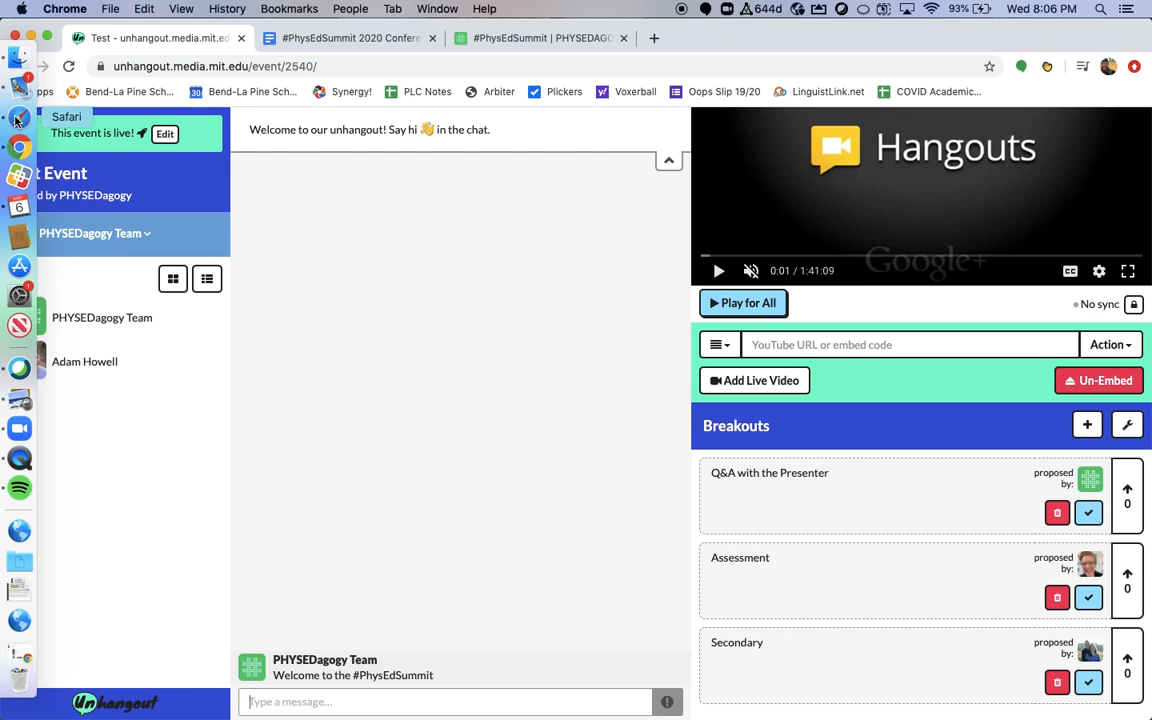 Chrome File Edit View History Bookmarks People Tab Window Help 644d 93% Wed 8:06 PM
Test - unhangout.media.mit.ed #PhysEdSummit 2020 Confere #PhysEdSummit | PHYSEDAGO
unhangout.media.mit.edu/event/2540/
pps Bend-La Pine Sch... 30 Bend-La Pine Sch... Synergy! PLC Notes Arbiter Plickers Voxerball Oops Slip 19/20 LinguistLink.net COVID Academic...
Safari
This event is live! Edit
t Event
d by PHYSEDagogy
PHYSEDagogy Team
PHYSEDagogy Team
Adam Howell
Unhangout
Welcome to our unhangout! Say hi 👋 in the chat.
PHYSEDagogy Team
Welcome to the #PhysEdSummit
Type a message...
Hangouts
Google+
0:01 / 1:41:09
CC
Play for All
No sync
YouTube URL or embed code
Action
Add Live Video
Un-Embed
Breakouts
Q&A with the Presenter
proposed
by:
0
Assessment
proposed
by:
0
Secondary
proposed
by:
0